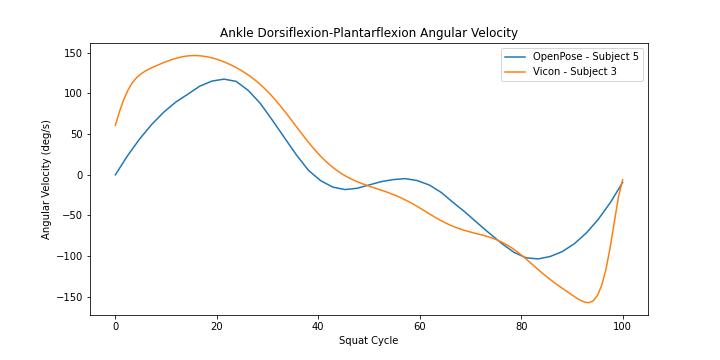 Ankle Dorsiflexion-Plantarflexion Angular Velocity
OpenPose - Subject 5
Vicon - Subject 3
Angular Velocity (deg/s)
150
100
50
0
−50
−100
−150
0
20
40
60
80
100
Squat Cycle